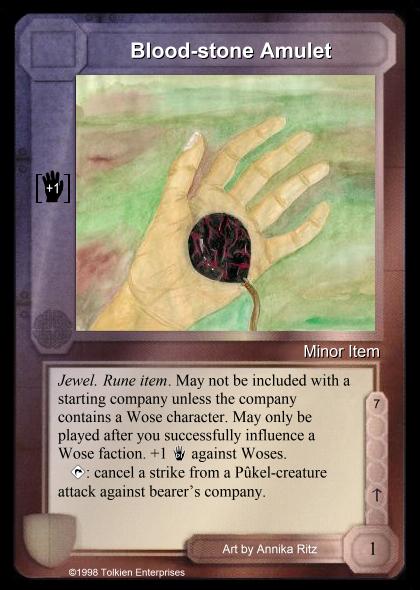 Blood-stone Amulet
[+1]
Minor Item
Jewel. Rune item. May not be included with a
starting company unless the company
contains a Wose character. May only be
played after you successfully influence a
Wose faction. +1 DI against Woses.
: cancel a strike from a Pûkel-creature
attack against bearer's company.
7
↑
Art by Annika Ritz
1
©1998 Tolkien Enterprises